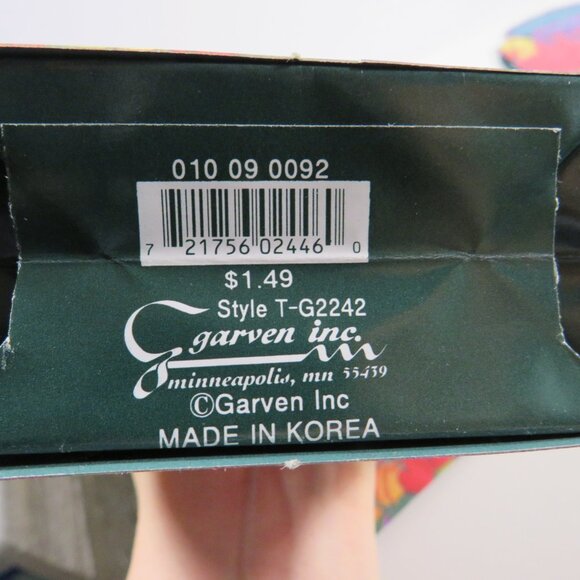 010 09 0092
7 21756 02446 0
$1.49
Style T-G2242
garven inc.
minneapolis, mn 55439
©Garven Inc
MADE IN KOREA